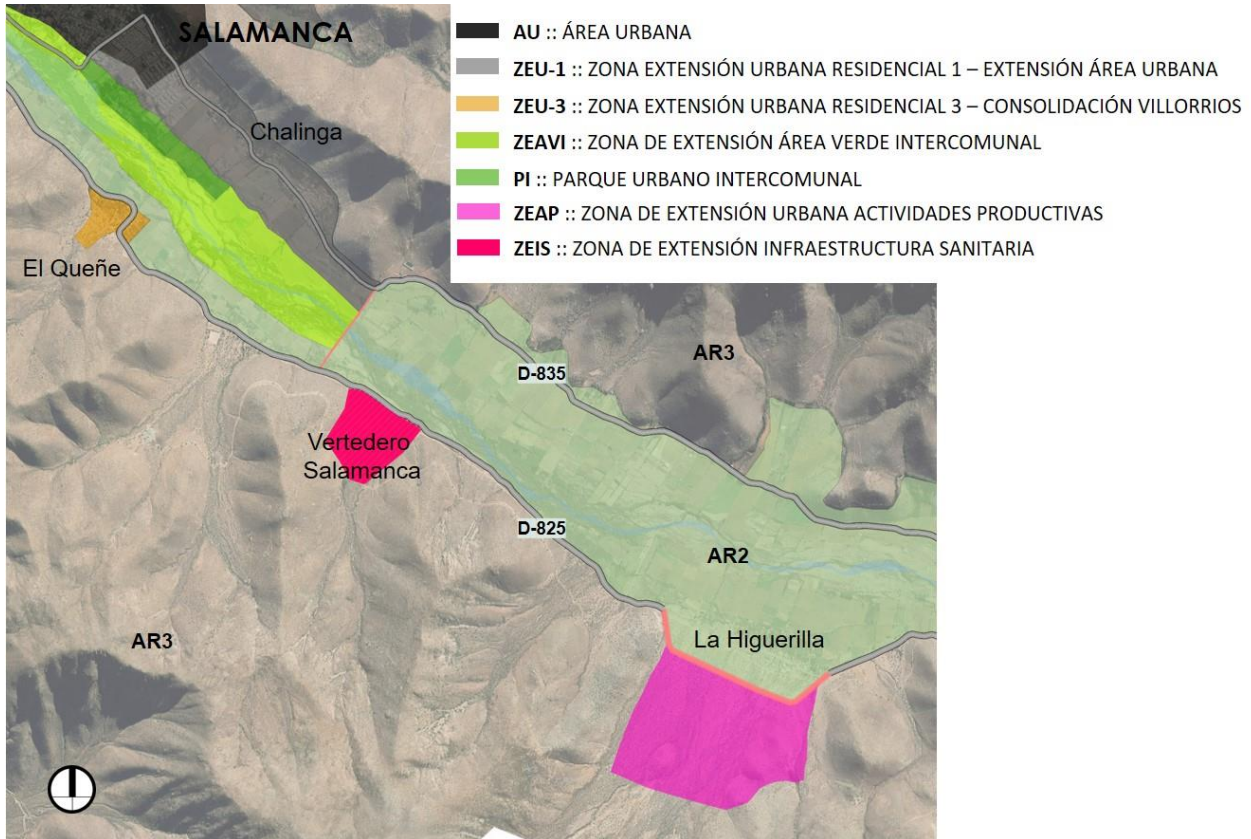 SALAMANCA
Chalinga
El Queñe
AU :: ÁREA URBANA
ZEU-1 :: ZONA EXTENSIÓN URBANA RESIDENCIAL 1 – EXTENSIÓN ÁREA URBANA
ZEU-3 :: ZONA EXTENSIÓN URBANA RESIDENCIAL 3 – CONSOLIDACIÓN VILLORRIOS
ZEAVI :: ZONA DE EXTENSIÓN ÁREA VERDE INTERCOMUNAL
PI :: PARQUE URBANO INTERCOMUNAL
ZEAP :: ZONA DE EXTENSIÓN URBANA ACTIVIDADES PRODUCTIVAS
ZEIS :: ZONA DE EXTENSIÓN INFRAESTRUCTURA SANITARIA
AR3
D-835
Vertedero
Salamanca
D-825
AR2
AR3
La Higuerilla